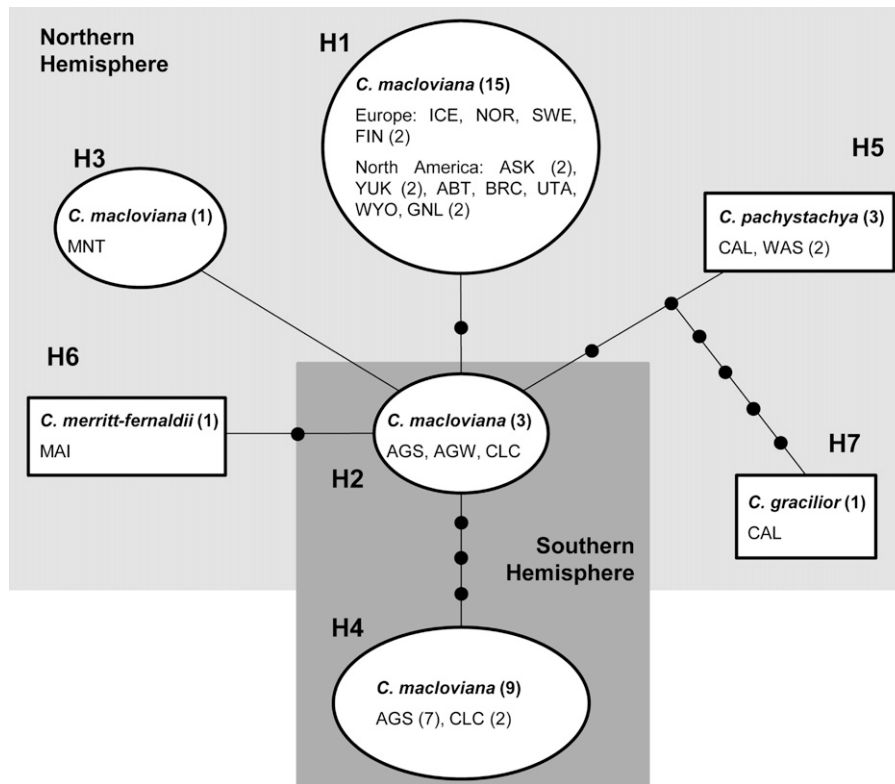 Northern
Hemisphere
H1
C. macloviana (15)
Europe: ICE, NOR, SWE,
FIN (2)
North America: ASK (2),
YUK (2), ABT, BRC, UTA,
WYO, GNL (2)
H3
C. macloviana (1)
MNT
H5
C. pachystachya (3)
CAL, WAS (2)
H6
C. merritt-fernaldii (1)
MAI
C. macloviana (3)
AGS, AGW, CLC
H2
H7
C. gracilior (1)
CAL
Southern
Hemisphere
H4
C. macloviana (9)
AGS (7), CLC (2)